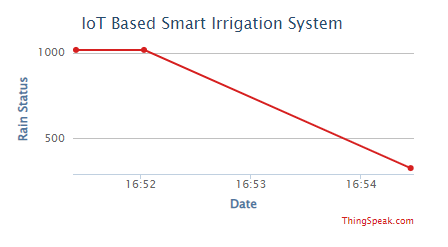 IoT Based Smart Irrigation System
1000
500
Rain Status
16:52 16:53 16:54
Date
ThingSpeak.com